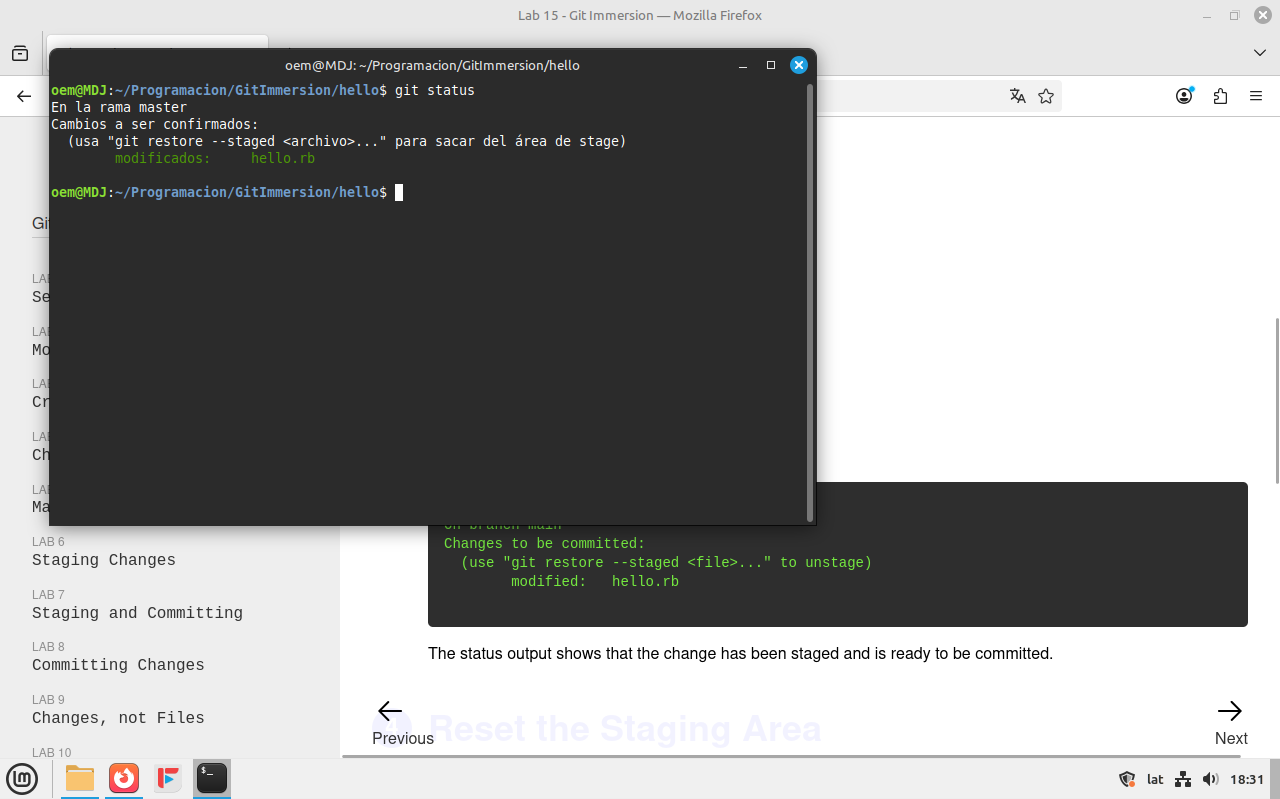 Lab 15 - Git Immersion — Mozilla Firefox
oem@MDJ: ~/Programacion/GitImmersion/hello
oem@MDJ:~/Programacion/GitImmersion/hello$ git status
En la rama master
Cambios a ser confirmados:
(usa "git restore --staged <archivo>..." para sacar del área de stage)
modificados:     hello.rb
oem@MDJ:~/Programacion/GitImmersion/hello$
Gi
LAB
Se
LAB
Mo
LAB
Cr
LAB
Ch
LAB
Ma
LAB 6
Staging Changes
LAB 7
Staging and Committing
LAB 8
Committing Changes
LAB 9
Changes, not Files
LAB 10
On branch main
Changes to be committed:
(use "git restore --staged <file>..." to unstage)
modified:   hello.rb
The status output shows that the change has been staged and is ready to be committed.
Reset the Staging Area
Previous
Next
lat
18:31